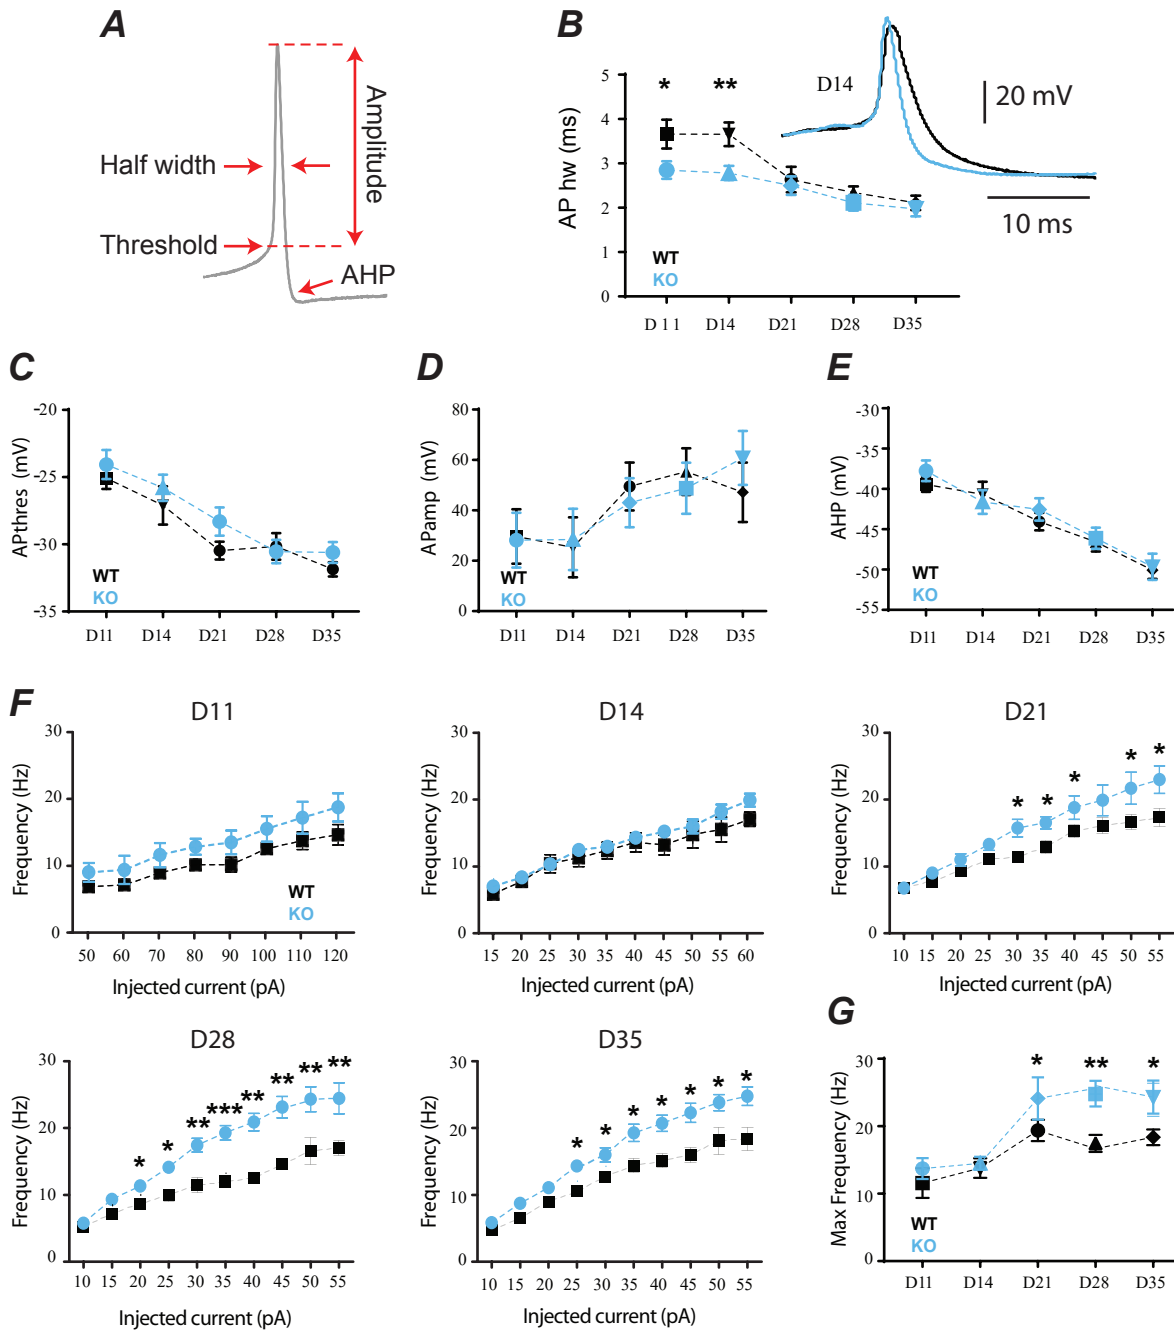 A
Amplitude
Half width
Threshold
AHP
B
* **
D14
20 mV
10 ms
AP hw (ms)
5
4
3
2
1
0
WT
KO
D 1 1 D14 D21 D28 D35
C
APthres (mV)
-20
-25
-30
-35
WT
KO
D11 D14 D21 D28 D35
D
APamp (mV)
80
60
40
20
0
WT
KO
D11 D14 D21 D28 D35
E
AHP (mV)
-30
-35
-40
-45
-50
-55
WT
KO
D11 D14 D21 D28 D35
F
D11
Frequency (Hz)
30
20
10
0
WT
KO
50 60 70 80 90 100 110 120
Injected current (pA)
D14
Frequency (Hz)
30
20
10
0
15 20 25 30 35 40 45 50 55 60
Injected current (pA)
D21
Frequency (Hz)
30
20
10
0
* * * * *
10 15 20 25 30 35 40 45 50 55
Injected current (pA)
D28
Frequency (Hz)
30
20
10
0
* * ** *** ** ** ** **
10 15 20 25 30 35 40 45 50 55
Injected current (pA)
D35
Frequency (Hz)
30
20
10
0
* * * * * * *
10 15 20 25 30 35 40 45 50 55
Injected current (pA)
G
Max Frequency (Hz)
30
20
10
0
* ** *
WT
KO
D11 D14 D21 D28 D35